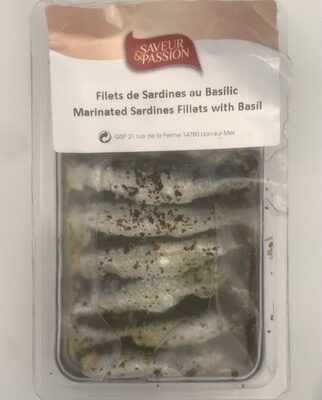 SAVEUR
&PASSION
Filets de Sardines au Basilic
Marinated Sardines Fillets with Basil
GSP 21 rue de la Ferme 14780 Lion-sur-Mer